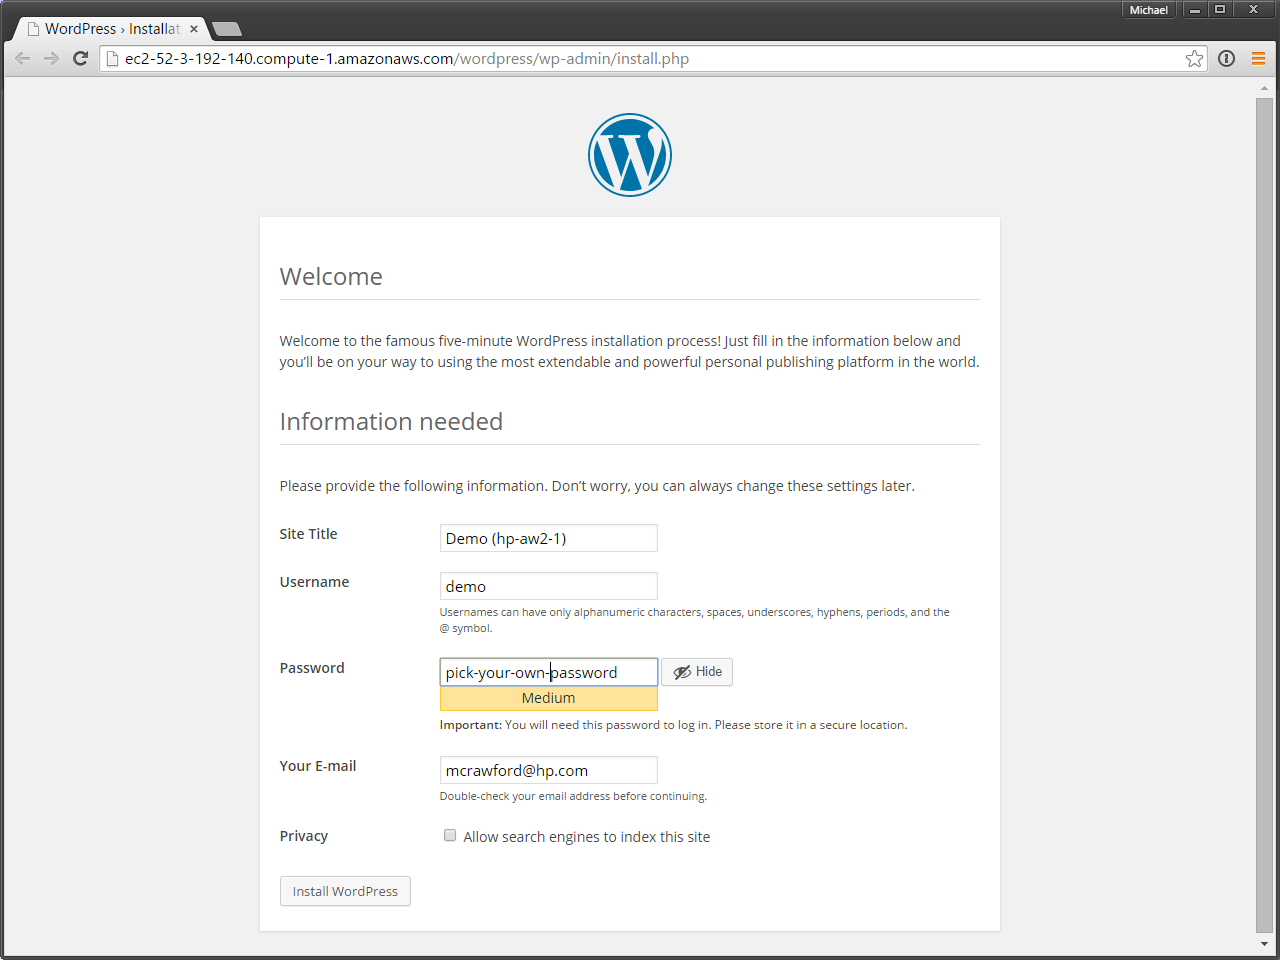 Michael
WordPress › Installat
ec2-52-3-192-140.compute-1.amazonaws.com/wordpress/wp-admin/install.php
Welcome
Welcome to the famous five-minute WordPress installation process! Just fill in the information below and
you’ll be on your way to using the most extendable and powerful personal publishing platform in the world.
Information needed
Please provide the following information. Don’t worry, you can always change these settings later.
Site Title
Demo (hp-aw2-1)
Username
demo
Usernames can have only alphanumeric characters, spaces, underscores, hyphens, periods, and the
@ symbol.
Password
pick-your-own-password
Hide
Medium
Important: You will need this password to log in. Please store it in a secure location.
Your E-mail
mcrawford@hp.com
Double-check your email address before continuing.
Privacy
Allow search engines to index this site
Install WordPress